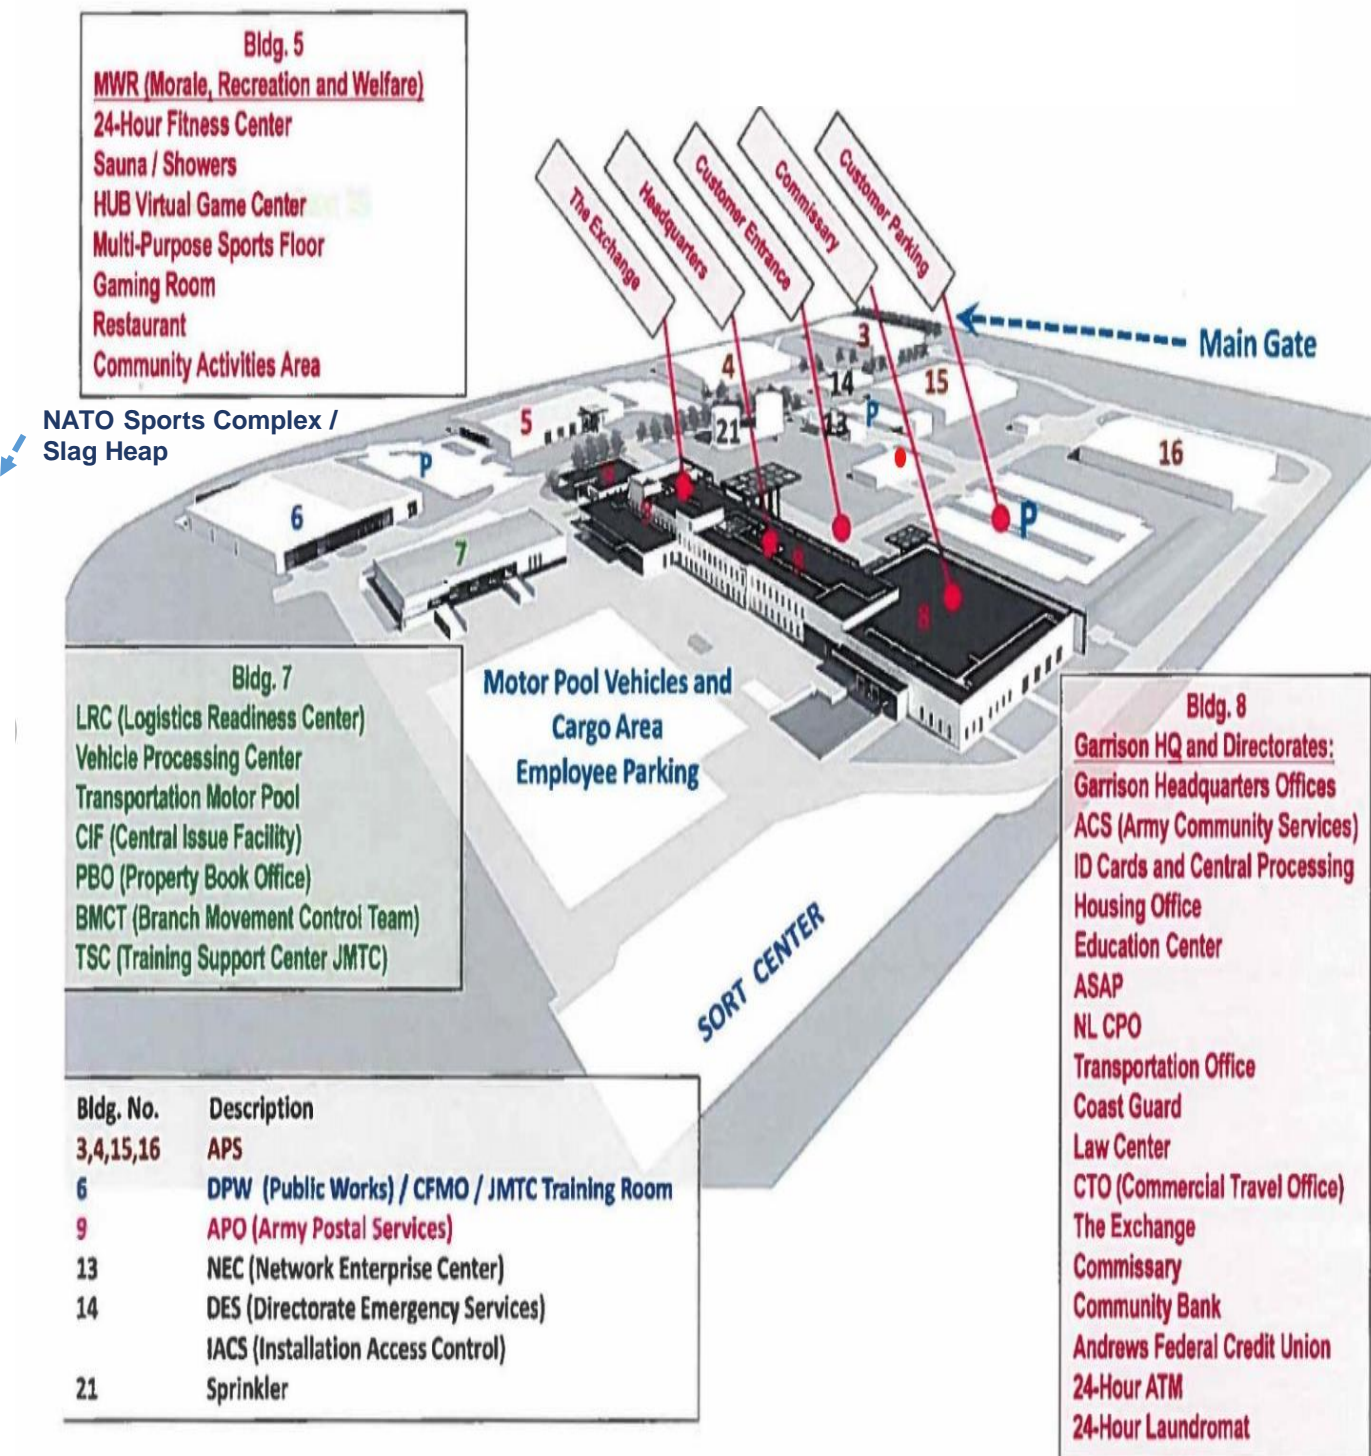 Bldg. 5
MWR (Morale, Recreation and Welfare)
24-Hour Fitness Center
Sauna / Showers
HUB Virtual Game Center
Multi-Purpose Sports Floor
Gaming Room
Restaurant
Community Activities Area
The Exchange
Headquarters
Customer Entrance
Commissary
Customer Parking
Main Gate
NATO Sports Complex /
Slag Heap
3
4
14
15
5
21
13
P
16
P
6
9
P
7
8
8
Motor Pool Vehicles and
Cargo Area
Employee Parking
SORT CENTER
Bldg. 7
LRC (Logistics Readiness Center)
Vehicle Processing Center
Transportation Motor Pool
CIF (Central Issue Facility)
PBO (Property Book Office)
BMCT (Branch Movement Control Team)
TSC (Training Support Center JMTC)
Bldg. 8
Garrison HQ and Directorates:
Garrison Headquarters Offices
ACS (Army Community Services)
ID Cards and Central Processing
Housing Office
Education Center
ASAP
NL CPO
Transportation Office
Coast Guard
Law Center
CTO (Commercial Travel Office)
The Exchange
Commissary
Community Bank
Andrews Federal Credit Union
24-Hour ATM
24-Hour Laundromat
Bldg. No. Description
3,4,15,16 APS
6 DPW (Public Works) / CFMO / JMTC Training Room
9 APO (Army Postal Services)
13 NEC (Network Enterprise Center)
14 DES (Directorate Emergency Services)
IACS (Installation Access Control)
21 Sprinkler